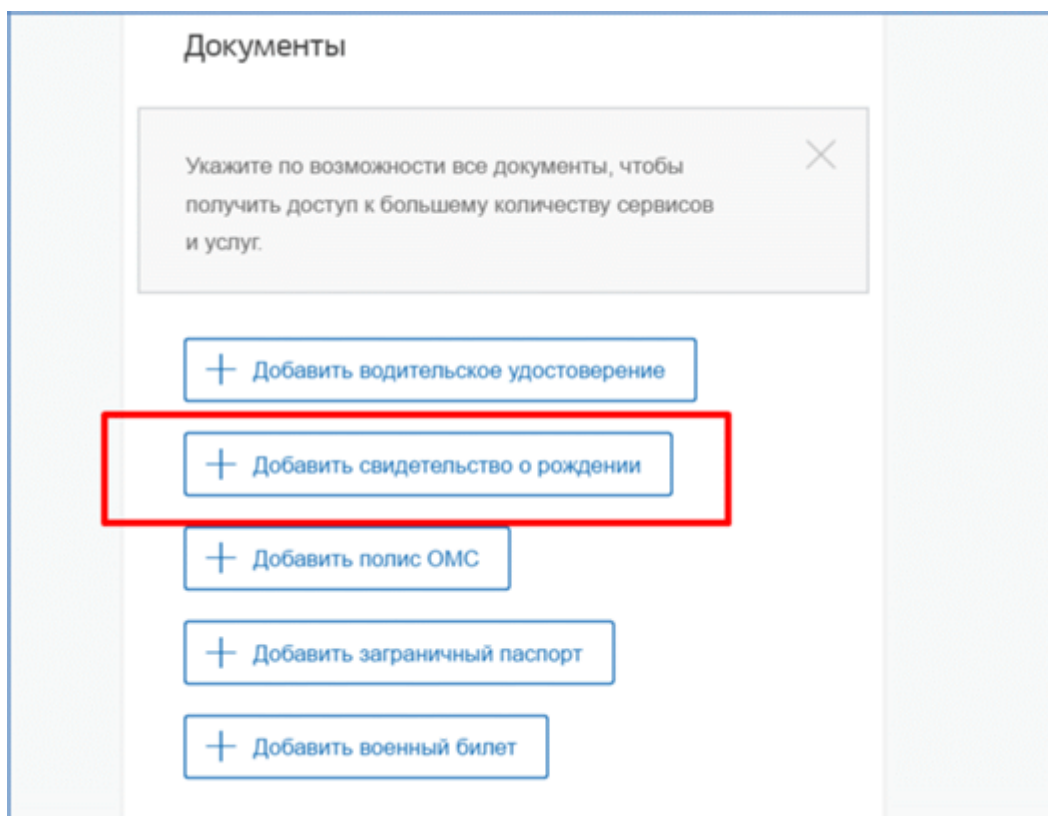 Документы
Укажите по возможности все документы, чтобы
получить доступ к большему количеству сервисов
и услуг.
Добавить водительское удостоверение
Добавить свидетельство о рождении
Добавить полис ОМС
Добавить заграничный паспорт
Добавить военный билет